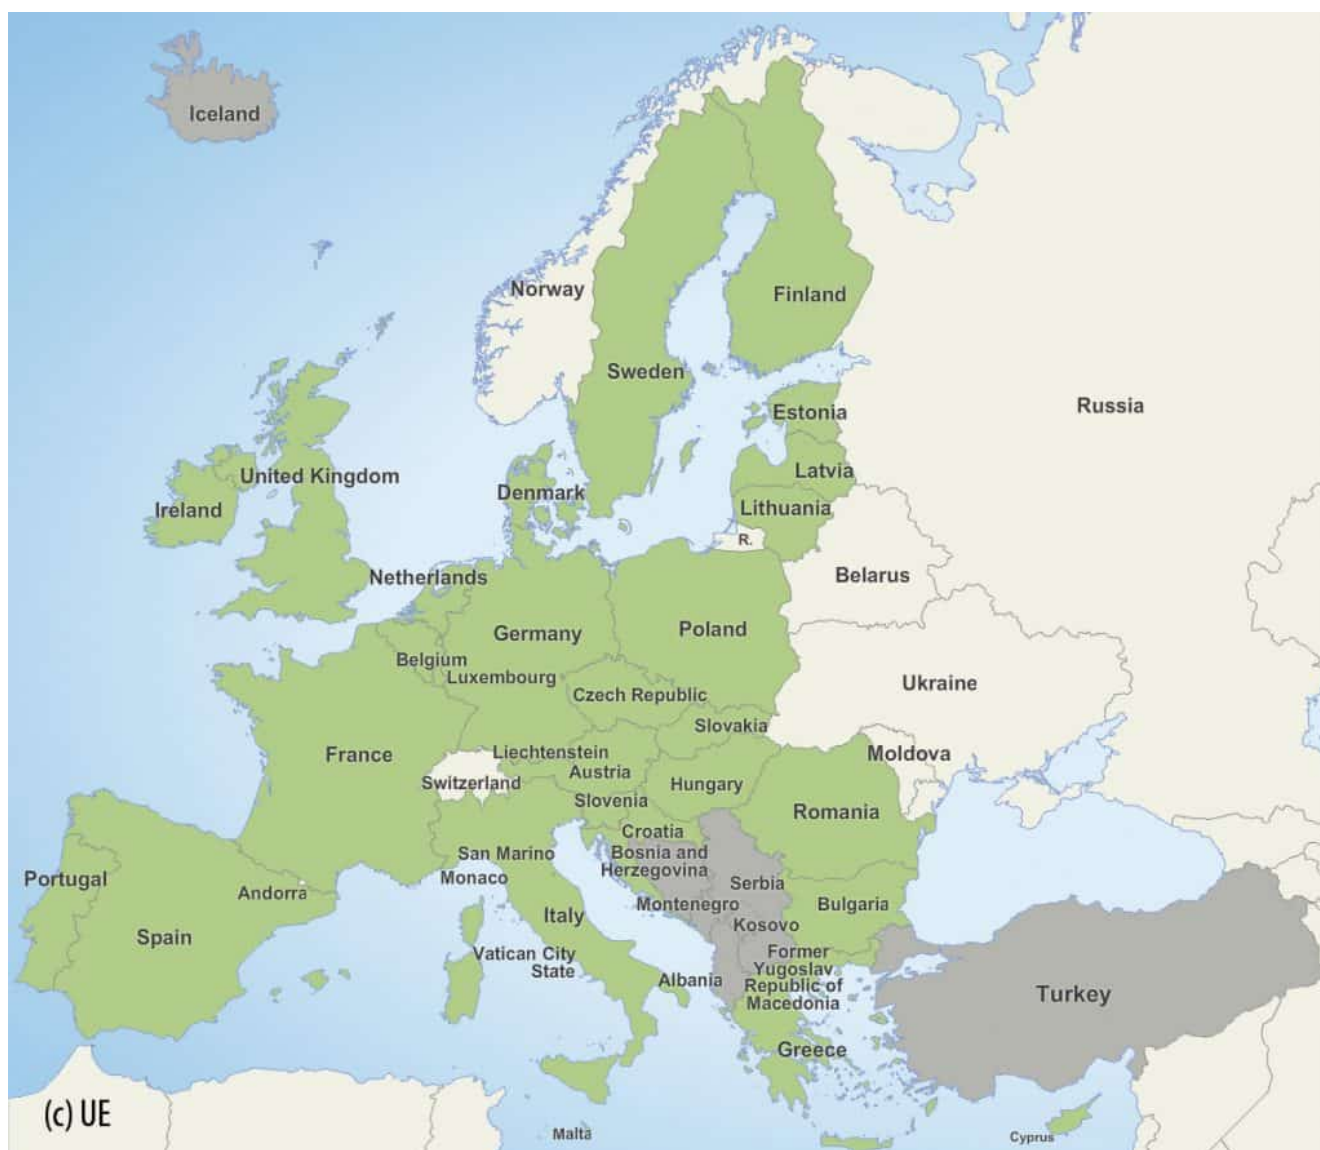 Iceland
Norway
Finland
Sweden
Russia
Estonia
Latvia
Lithuania
R.
United Kingdom
Ireland
Denmark
Belarus
Netherlands
Germany
Poland
Belgium
Luxembourg
Czech Republic
Ukraine
Slovakia
France
Liechtenstein
Austria
Switzerland
Hungary
Moldova
Slovenia
Romania
Croatia
San Marino
Bosnia and
Herzegovina
Monaco
Portugal
Andorra
Serbia
Montenegro
Bulgaria
Italy
Kosovo
Spain
Vatican City
State
Former
Yugoslav
Republic of
Macedonia
Albania
Turkey
Greece
(c) UE
Malta
Cyprus